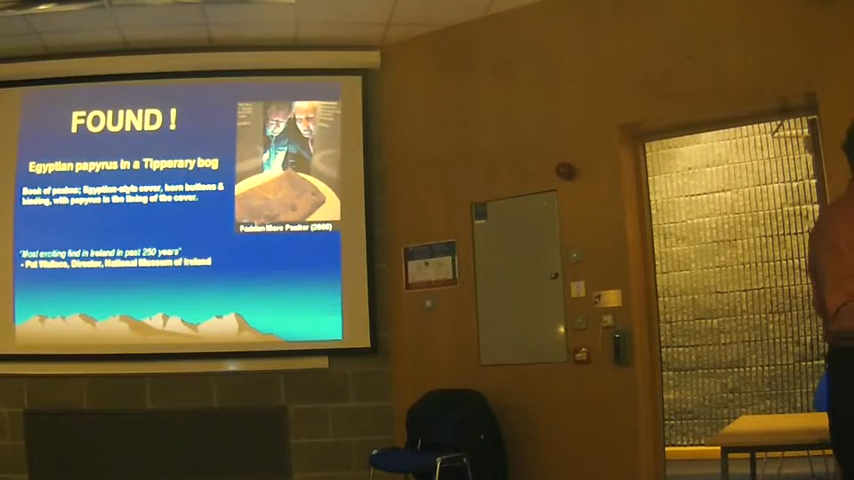 FOUND !
Egyptian papyrus in a Tipperary bog
Book of psalms; Egyptian-style cover, horn buttons &
binding, with papyrus in the lining of the cover.
Faddan More Psalter (2006)
"Most exciting find in Ireland in past 250 years"
- Pat Wallace, Director, National Museum of Ireland